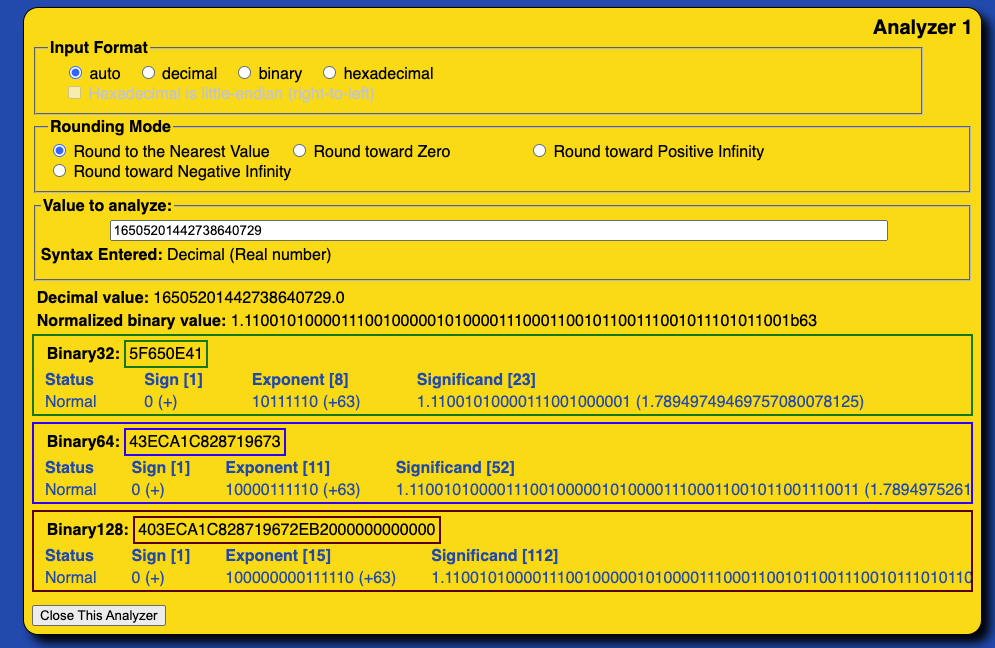 Analyzer 1
Input Format
auto decimal binary hexadecimal
Hexadecimal is little-endian (right-to-left)
Rounding Mode
Round to the Nearest Value Round toward Zero Round toward Positive Infinity
Round toward Negative Infinity
Value to analyze:
16505201442738640729
Syntax Entered: Decimal (Real number)
Decimal value: 16505201442738640729.0
Normalized binary value: 1.110010100001110010000010100001110001100101100111001011101011001b63
Binary32: 5F650E41
Status Sign [1] Exponent [8] Significand [23]
Normal 0 (+) 10111110 (+63) 1.11001010000111001000001 (1.78949749469757080078125)
Binary64: 43ECA1C828719673
Status Sign [1] Exponent [11] Significand [52]
Normal 0 (+) 10000111110 (+63) 1.1100101000011100100000101000011100011001011001110011 (1.7894975261
Binary128: 403ECA1C828719672EB2000000000000
Status Sign [1] Exponent [15] Significand [112]
Normal 0 (+) 100000000111110 (+63) 1.1100101000011100100000101000011100011001011001110010111010110
Close This Analyzer